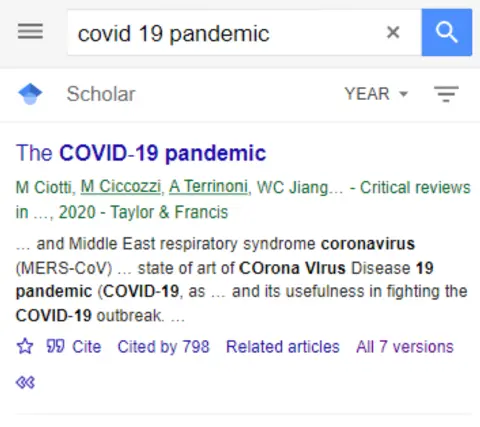 covid 19 pandemic
Scholar
YEAR
The COVID-19 pandemic
M Ciotti, M Ciccozzi, A Terrinoni, WC Jiang… - Critical reviews
in …, 2020 - Taylor & Francis
… and Middle East respiratory syndrome coronavirus
(MERS-CoV) … state of art of COrona VIrus Disease 19
pandemic (COVID-19, as … and its usefulness in fighting the
COVID-19 outbreak. …
Cite Cited by 798 Related articles All 7 versions